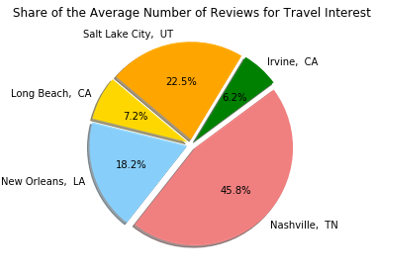 Share of the Average Number of Reviews for Travel Interest
Salt Lake City, UT
Irvine, CA
22.5%
6.2%
Long Beach, CA
7.2%
18.2%
New Orleans, LA
45.8%
Nashville, TN